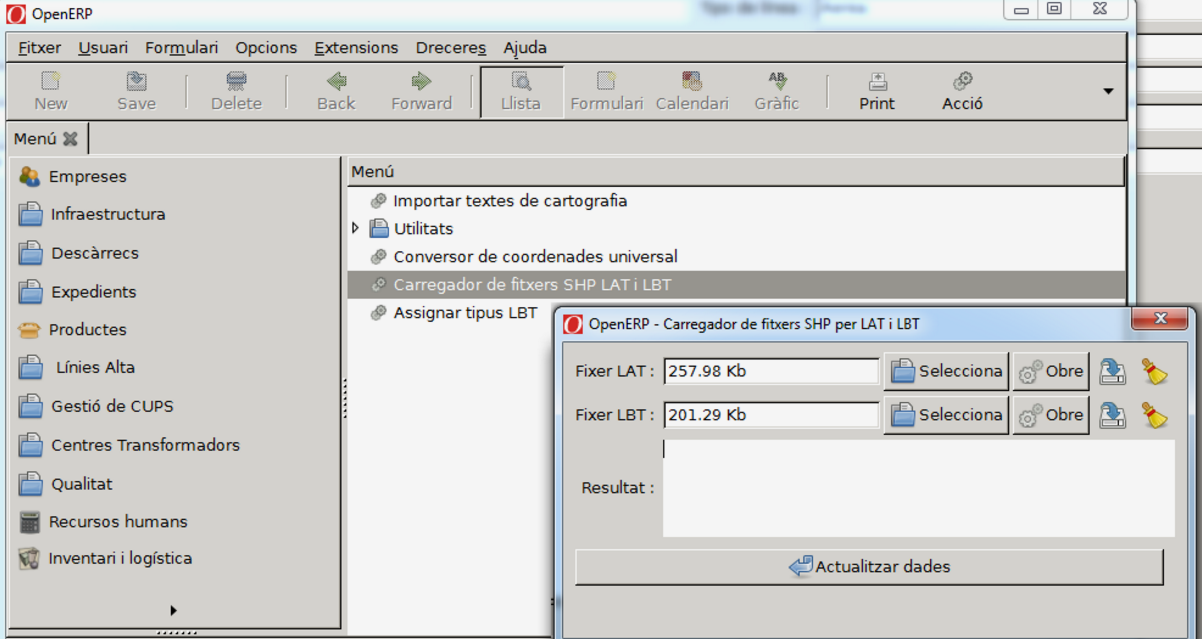 OpenERP
Fitxer Usuari Formulari Opcions Extensions Dreceres Ajuda
New Save Delete Back Forward Llista Formulari Calendari Gràfic Print Acció
Menú
Empreses
Infraestructura
Descàrrecs
Expedients
Productes
Línies Alta
Gestió de CUPS
Centres Transformadors
Qualitat
Recursos humans
Inventari i logística
Menú
Importar textes de cartografia
Utilitats
Conversor de coordenades universal
Carregador de fitxers SHP LAT i LBT
Assignar tipus LBT
OpenERP - Carregador de fitxers SHP per LAT i LBT
Fixer LAT : 257.98 Kb Selecciona Obre
Fixer LBT : 201.29 Kb Selecciona Obre
Resultat :
Actualitzar dades